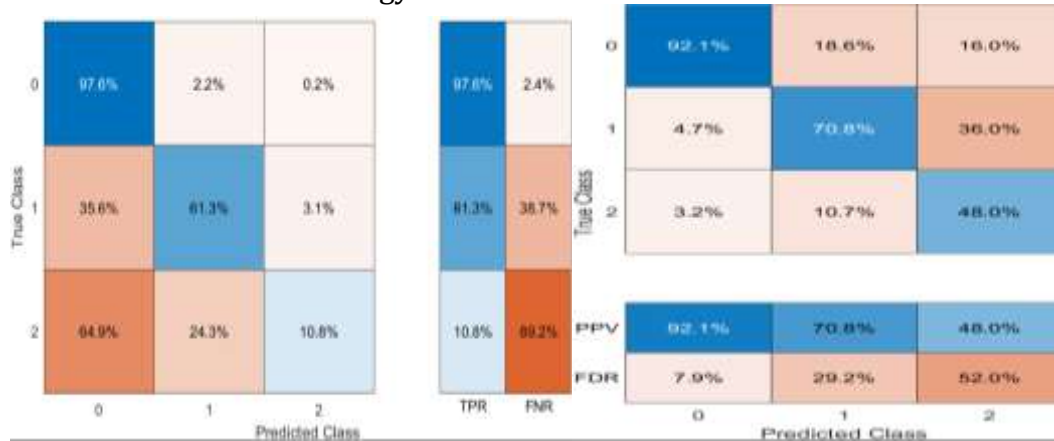 gy
0 97.6% 2.2% 0.2% 97.6% 2.4%
1 35.6% 61.3% 3.1% 61.3% 38.7%
2 64.9% 24.3% 10.8% 10.8% 89.2%
0 1 2 TPR FNR
Predicted Class
True Class
0 92.1% 18.6% 16.0%
1 4.7% 70.8% 36.0%
2 3.2% 10.7% 48.0%
PPV 92.1% 70.8% 48.0%
FDR 7.9% 29.2% 52.0%
0 1 2
Predicted Class
True Class